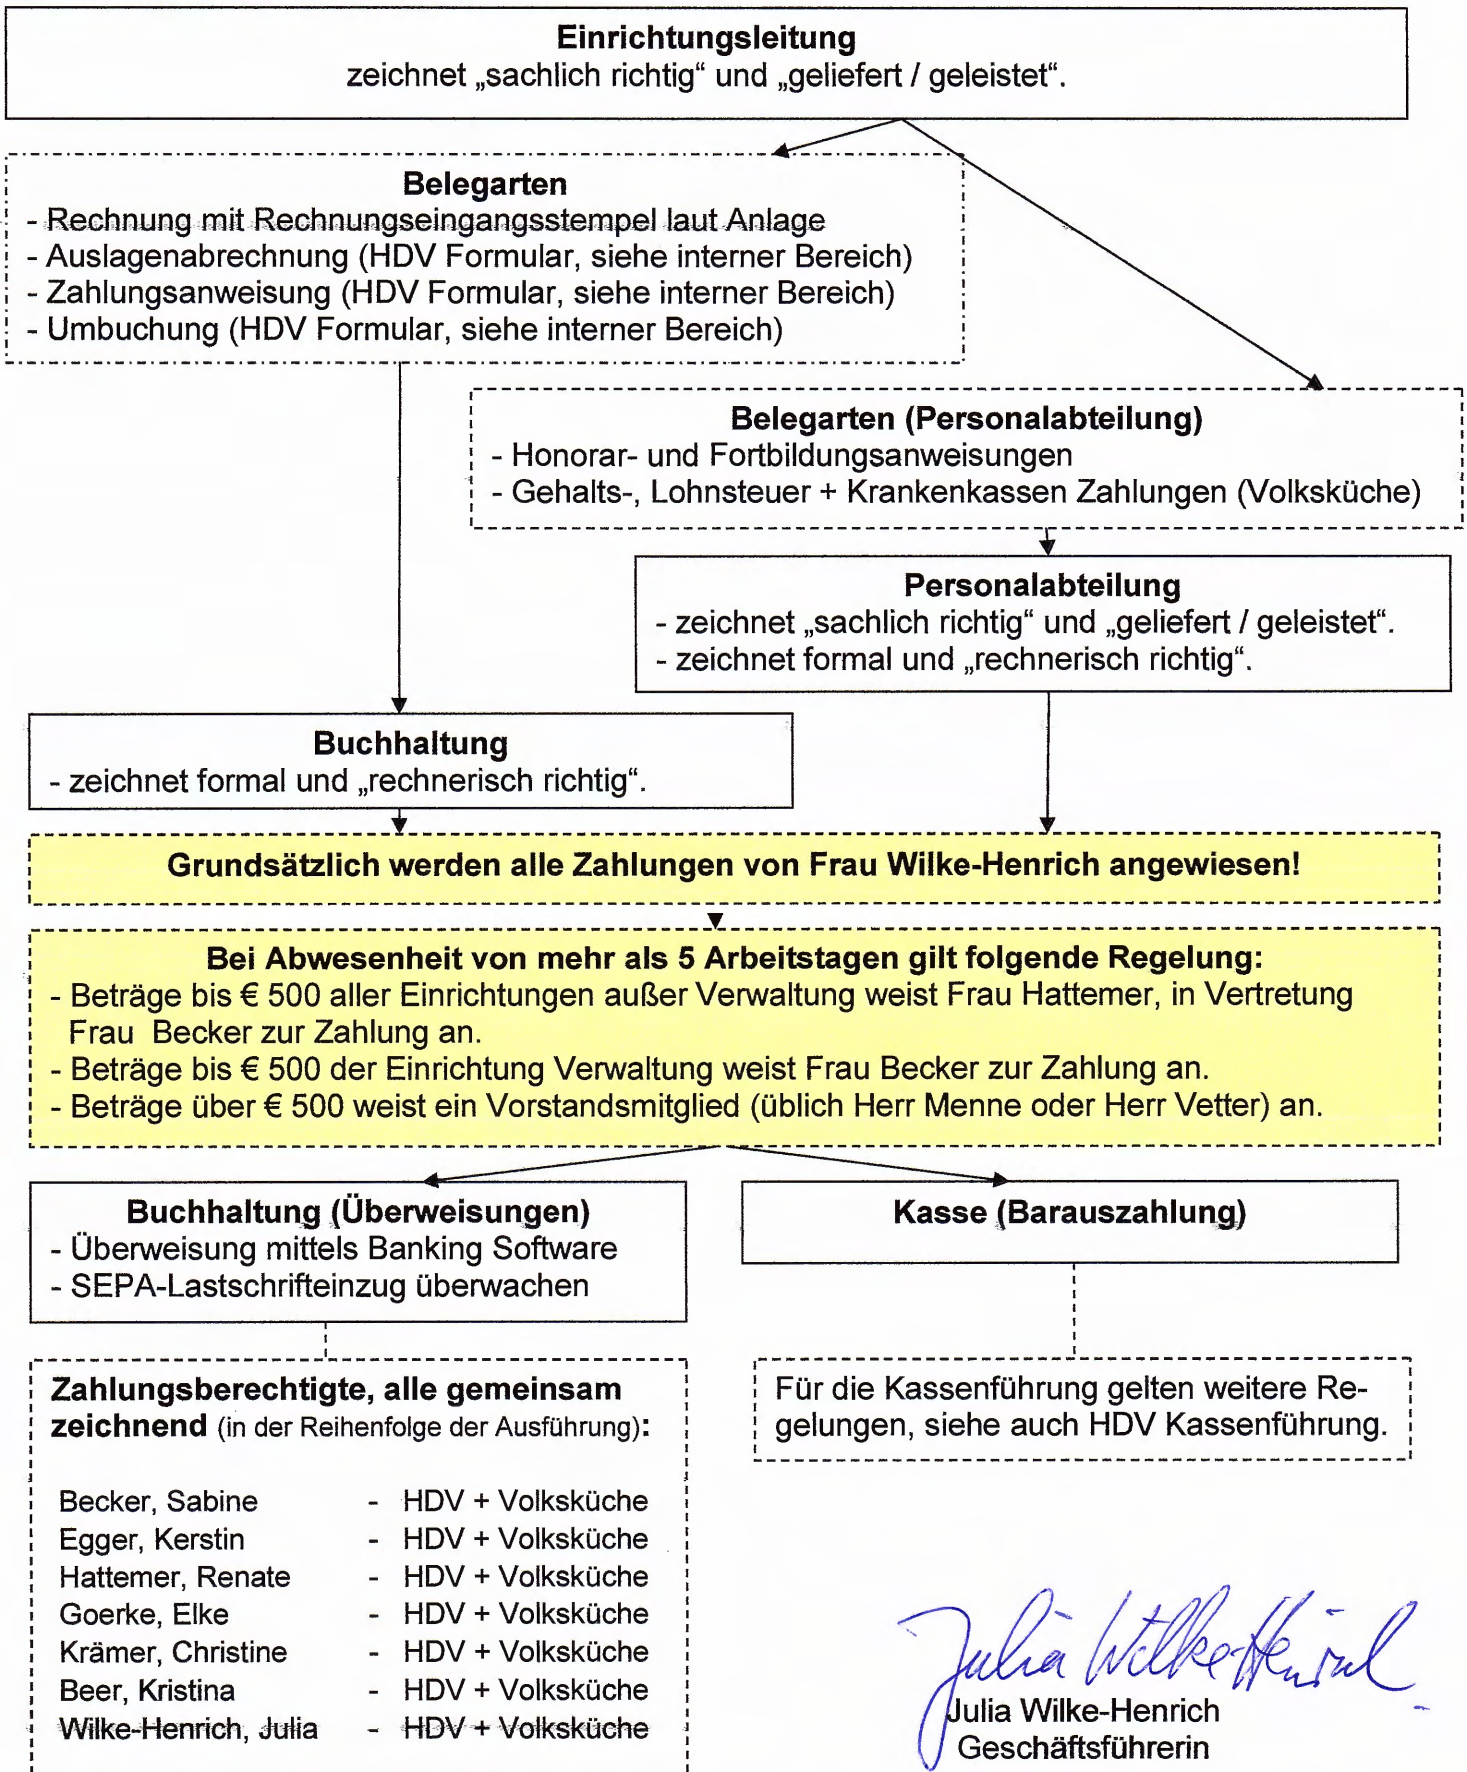 Einrichtungsleitung
zeichnet „sachlich richtig“ und „geliefert / geleistet“.
Belegarten
- Rechnung mit Rechnungseingangsstempel laut Anlage
- Auslagenabrechnung (HDV Formular, siehe interner Bereich)
- Zahlungsanweisung (HDV Formular, siehe interner Bereich)
- Umbuchung (HDV Formular, siehe interner Bereich)
Belegarten (Personalabteilung)
- Honorar- und Fortbildungsanweisungen
- Gehalts-, Lohnsteuer + Krankenkassen Zahlungen (Volksküche)
Personalabteilung
- zeichnet „sachlich richtig“ und „geliefert / geleistet“.
- zeichnet formal und „rechnerisch richtig“.
Buchhaltung
- zeichnet formal und „rechnerisch richtig“.
Grundsätzlich werden alle Zahlungen von Frau Wilke-Henrich angewiesen!
Bei Abwesenheit von mehr als 5 Arbeitstagen gilt folgende Regelung:
- Beträge bis € 500 aller Einrichtungen außer Verwaltung weist Frau Hattemer, in Vertretung
Frau Becker zur Zahlung an.
- Beträge bis € 500 der Einrichtung Verwaltung weist Frau Becker zur Zahlung an.
- Beträge über € 500 weist ein Vorstandsmitglied (üblich Herr Menne oder Herr Vetter) an.
Buchhaltung (Überweisungen)
- Überweisung mittels Banking Software
- SEPA-Lastschrifteinzug überwachen
Kasse (Barauszahlung)
Zahlungsberechtigte, alle gemeinsam
zeichnend (in der Reihenfolge der Ausführung):
Becker, Sabine - HDV + Volksküche
Egger, Kerstin - HDV + Volksküche
Hattemer, Renate - HDV + Volksküche
Goerke, Elke - HDV + Volksküche
Krämer, Christine - HDV + Volksküche
Beer, Kristina - HDV + Volksküche
Wilke-Henrich, Julia - HDV + Volksküche
Für die Kassenführung gelten weitere Re-
gelungen, siehe auch HDV Kassenführung.
Julia Wilke-Henrich
Julia Wilke-Henrich
Geschäftsführerin